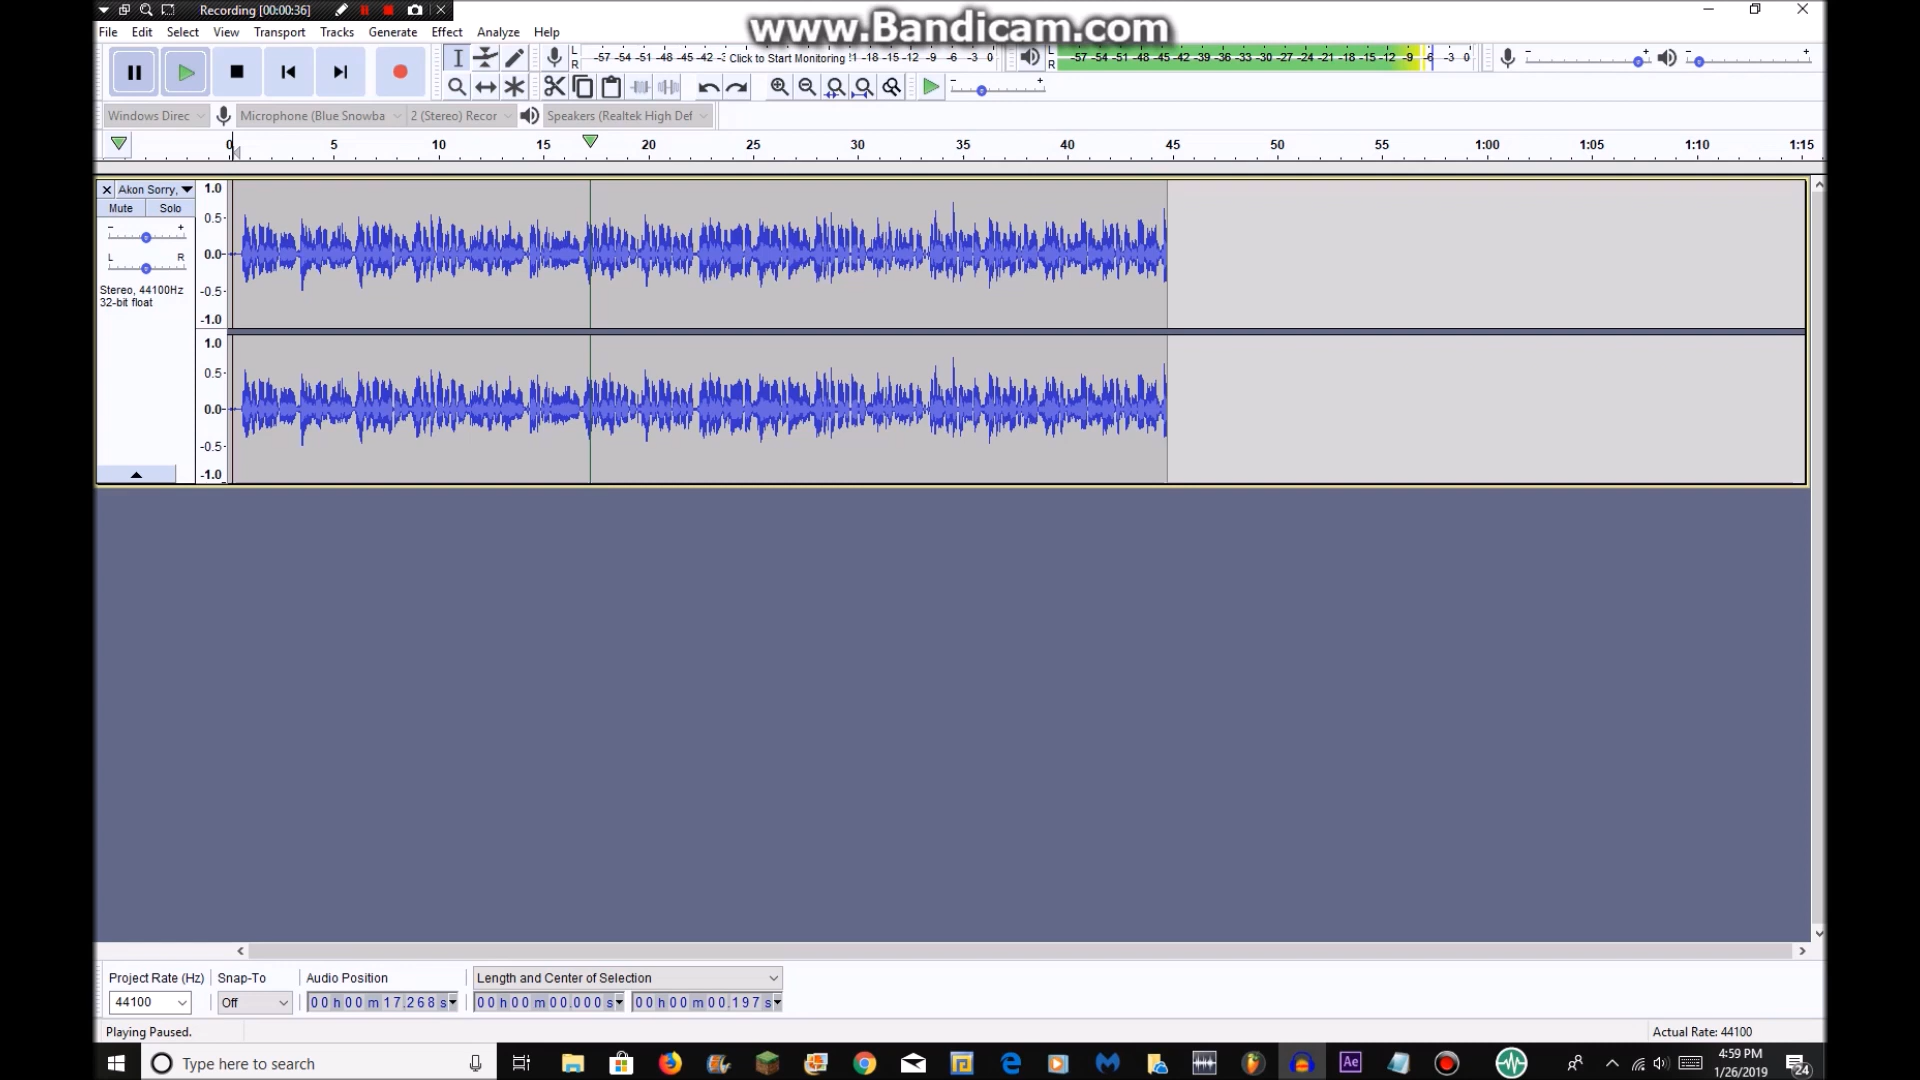 Recording [00:00:36]
www.Bandicam.com
File Edit Select View Transport Tracks Generate Effect Analyze Help
L R -57 -54 -51 -48 -45 -42 Click to Start Monitoring -18 -15 -12 -9 -6 -3 0
L R -57 -54 -51 -48 -45 -42 -39 -36 -33 -30 -27 -24 -21 -18 -15 -12 -9 -6 -3 0
Windows Direc Microphone (Blue Snowba 2 (Stereo) Recor Speakers (Realtek High Def
0 5 10 15 20 25 30 35 40 45 50 55 1:00 1:05 1:10 1:15
Akon Sorry,
Mute Solo
- +
L R
Stereo, 44100Hz
32-bit float
1.0
0.5
0.0
-0.5
-1.0
1.0
0.5
0.0
-0.5
-1.0
Project Rate (Hz) Snap-To Audio Position Length and Center of Selection
44100 Off 00 h 00 m 17.268 s 00 h 00 m 00.000 s 00 h 00 m 00.197 s
Playing Paused. Actual Rate: 44100
Type here to search
Ae
4:59 PM
1/26/2019
24